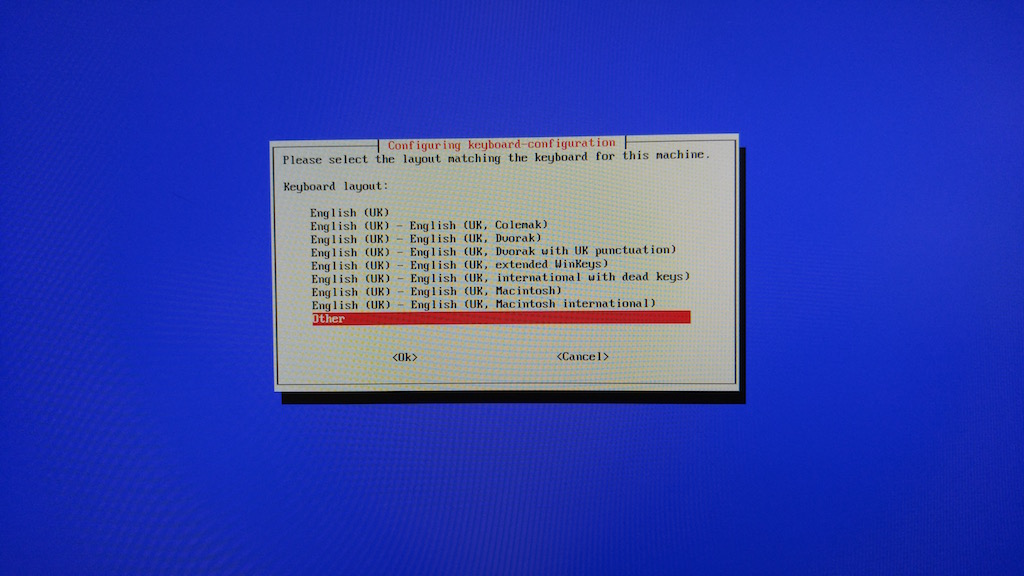 Configuring keyboard-configuration
Please select the layout matching the keyboard for this machine.
Keyboard layout:
English (UK)
English (UK) - English (UK, Colemak)
English (UK) - English (UK, Dvorak)
English (UK) - English (UK, Dvorak with UK punctuation)
English (UK) - English (UK, extended WinKeys)
English (UK) - English (UK, international with dead keys)
English (UK) - English (UK, Macintosh)
English (UK) - English (UK, Macintosh international)
Other
<Ok> <Cancel>